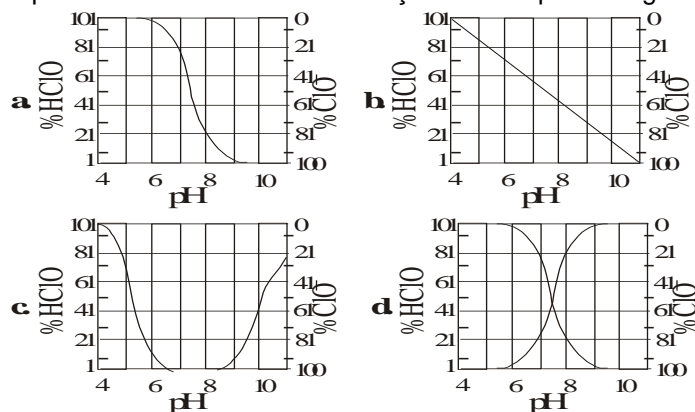 101 0 101 0
81 21 81 21
61 41 61 41
a. %HClO 41 61 %ClO⁻ b. %HClO 41 61 %ClO⁻
21 81 21 81
1 100 1 100
4 6 8 10 4 6 8 10
pH pH
101 0 101 0
81 21 81 21
61 41 61 41
c. %HClO 41 61 %ClO⁻ d. %HClO 41 61 %ClO⁻
21 81 21 81
1 100 1 100
4 6 8 10 4 6 8 10
pH pH